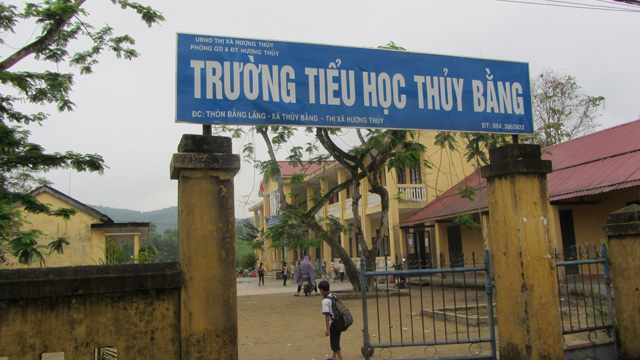 UBND THỊ XÃ HƯƠNG THỦY
PHÒNG GD & ĐT HƯƠNG THỦY
TRƯỜNG TIỂU HỌC THỦY BẰNG
ĐC: THÔN BẰNG LÃNG - XÃ THỦY BẰNG - THỊ XÃ HƯƠNG THỦY
ĐT: 054.3865823